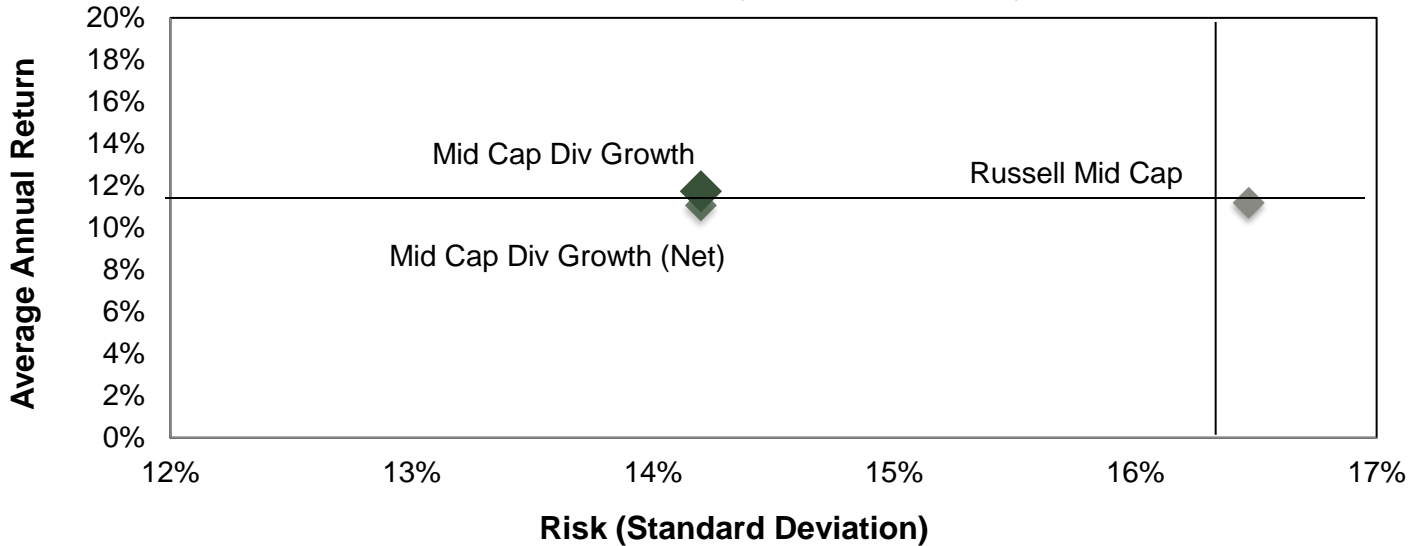 20%
18%
16%
14%
12%
10%
8%
6%
4%
2%
0%
Average Annual Return
Mid Cap Div Growth
Russell Mid Cap
Mid Cap Div Growth (Net)
12% 13% 14% 15% 16% 17%
Risk (Standard Deviation)